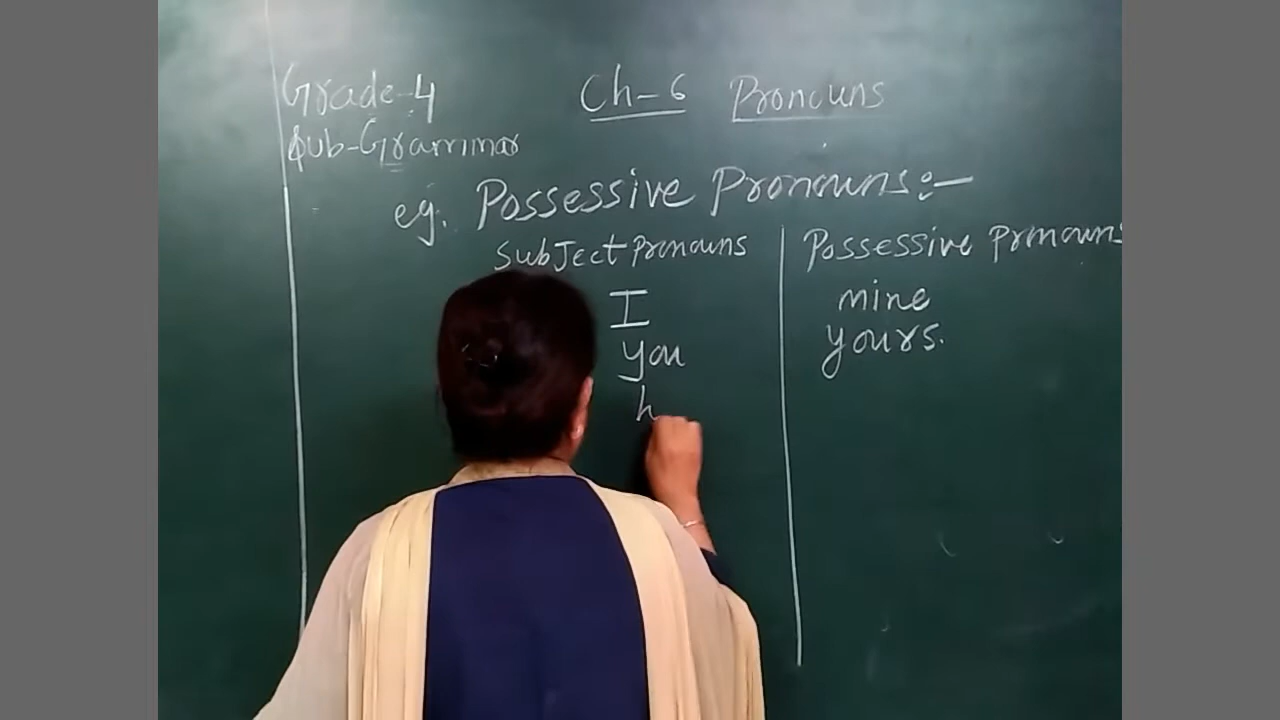 Grade-4 Ch-6 Pronouns
Sub-Grammar
eg. Possessive Pronouns:-
Subject Pronouns Possessive Pronouns
I mine
you yours.
h